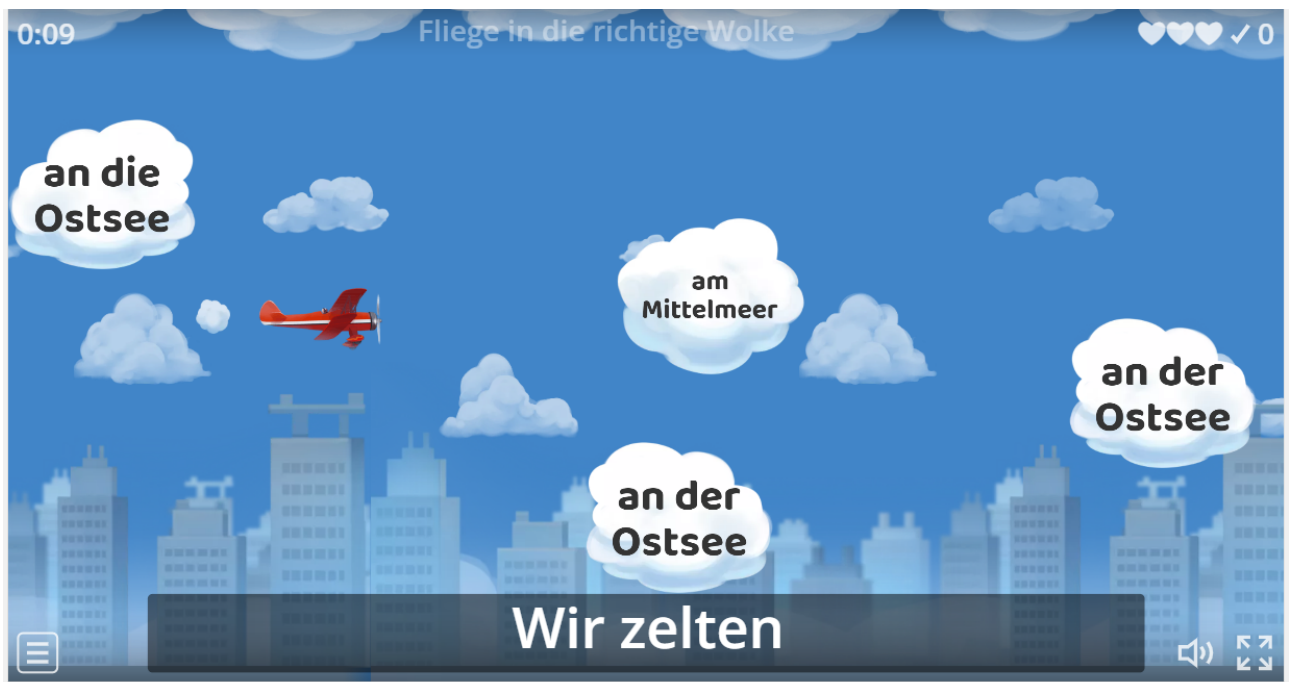 0:09
Fliege in die richtige Wolke
✓ 0
an die
Ostsee
am
Mittelmeer
an der
Ostsee
an der
Ostsee
Wir zelten